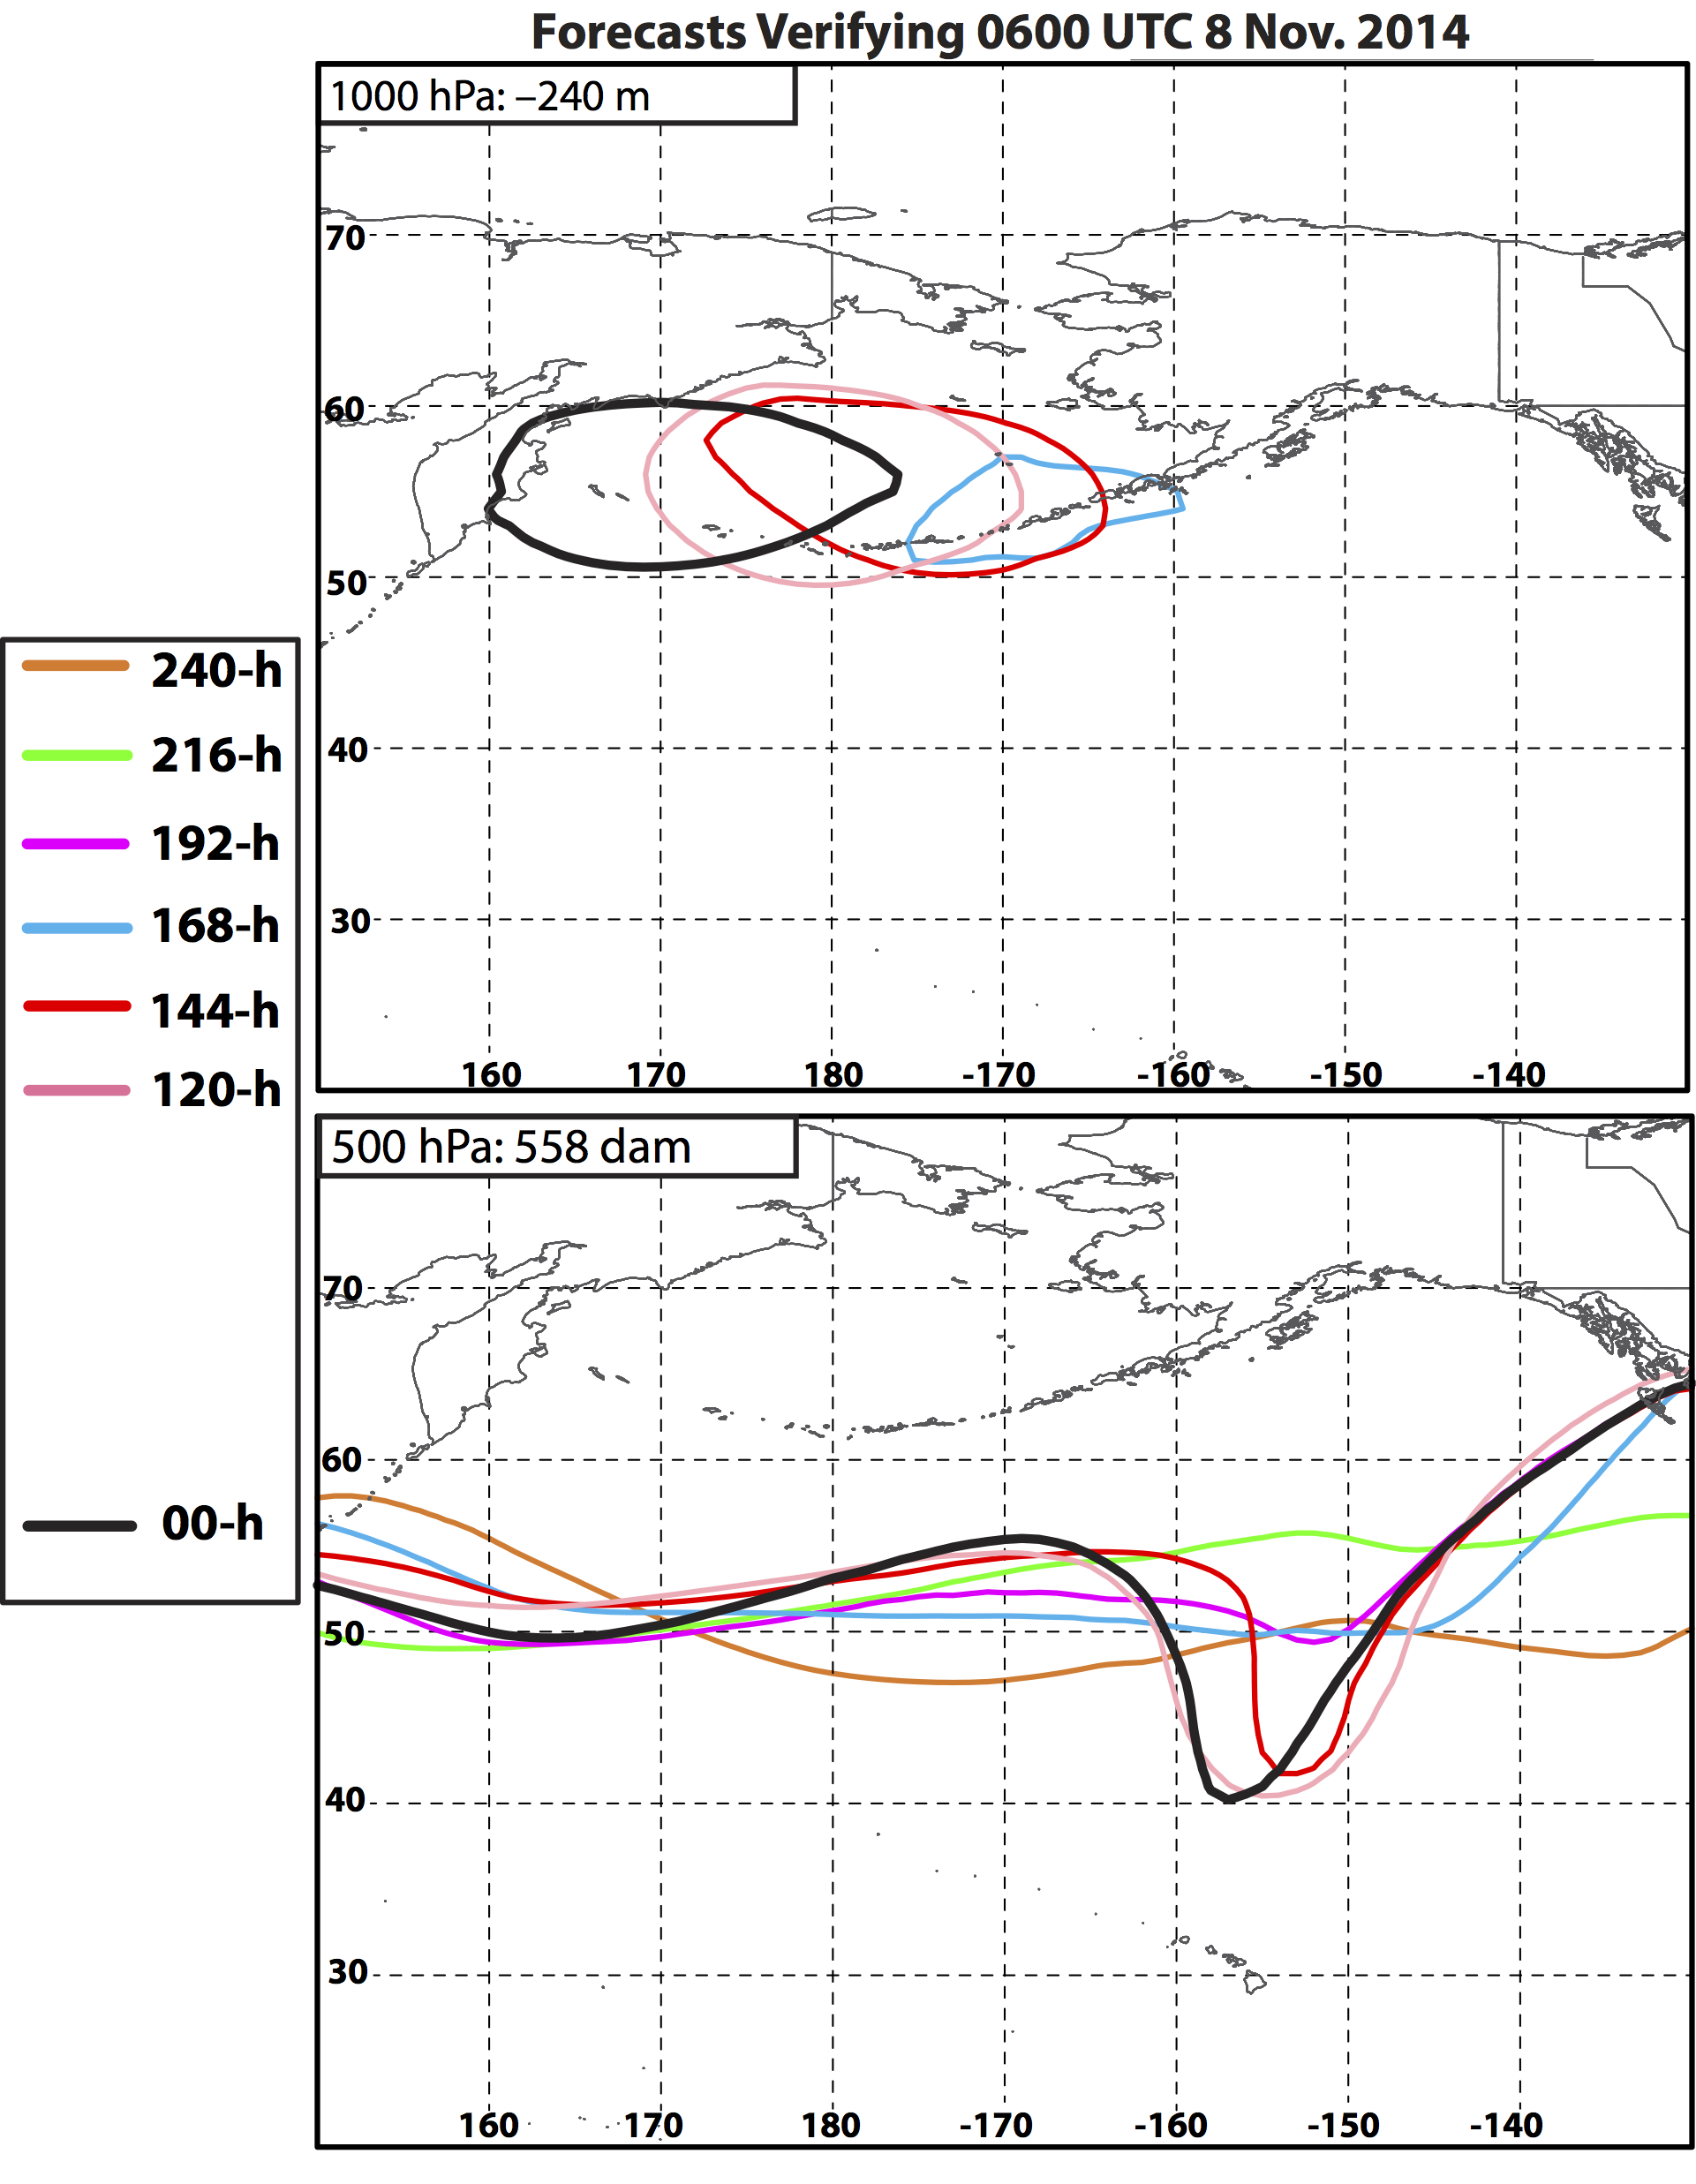 Forecasts Verifying 0600 UTC 8 Nov. 2014
1000 hPa: –240 m
70
60
50
40
30
160 170 180 -170 -160 -150 -140
240-h
216-h
192-h
168-h
144-h
120-h
00-h
500 hPa: 558 dam
70
60
50
40
30
160 170 180 -170 -160 -150 -140